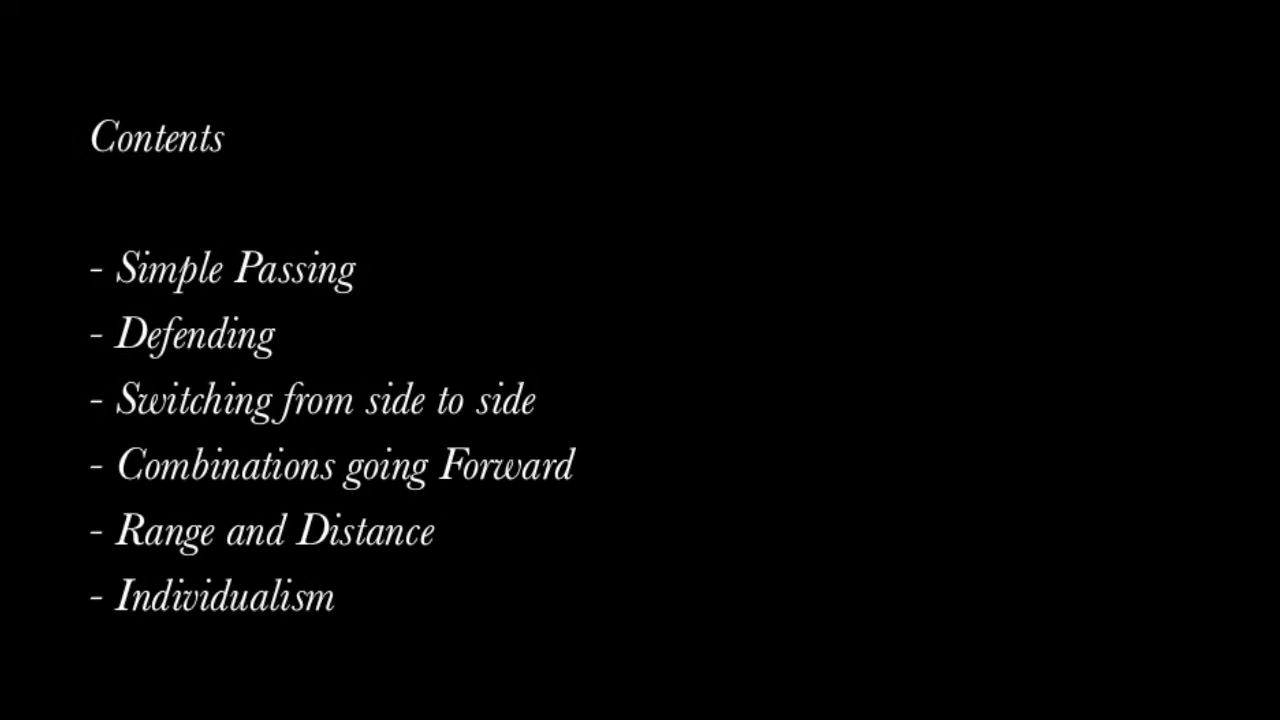 Contents
- Simple Passing
- Defending
- Switching from side to side
- Combinations going Forward
- Range and Distance
- Individualism